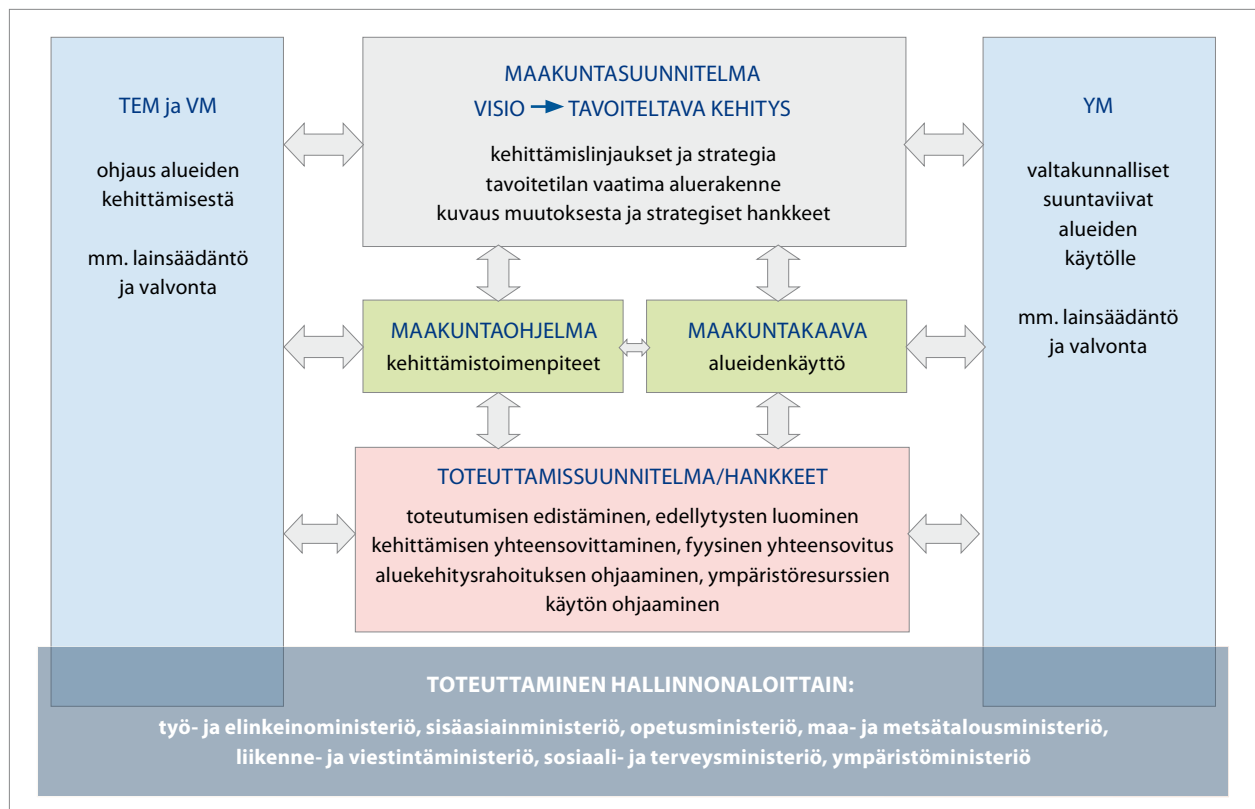 TEM ja VM
ohjaus alueiden
kehittämisestä
mm. lainsäädäntö
ja valvonta
MAAKUNTASUUNNITELMA
VISIO → TAVOITELTAVA KEHITYS
kehittämislinjaukset ja strategia
tavoitetilan vaatima aluerakenne
kuvaus muutoksesta ja strategiset hankkeet
YM
valtakunnalliset
suuntaviivat
alueiden
käytölle
mm. lainsäädäntö
ja valvonta
MAAKUNTAOHJELMA
kehittämistoimenpiteet
MAAKUNTAKAAVA
alueidenkäyttö
TOTEUTTAMISSUUNNITELMA/HANKKEET
toteutumisen edistäminen, edellytysten luominen
kehittämisen yhteensovittaminen, fyysinen yhteensovitus
aluekehitysrahoituksen ohjaaminen, ympäristöresurssien
käytön ohjaaminen
TOTEUTTAMINEN HALLINNONALOITTAIN:
työ- ja elinkeinoministeriö, sisäasiainministeriö, opetusministeriö, maa- ja metsätalousministeriö,
liikenne- ja viestintäministeriö, sosiaali- ja terveysministeriö, ympäristöministeriö